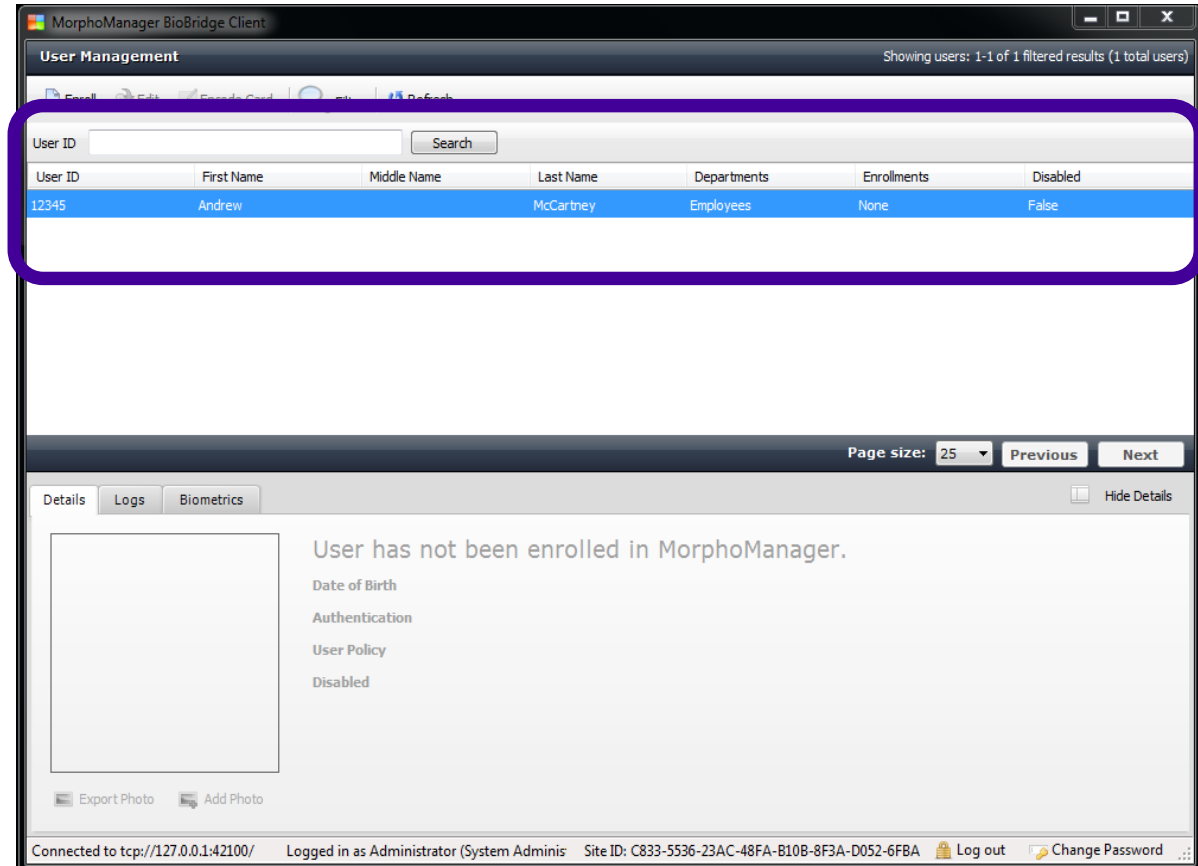 MorphoManager BioBridge Client
User Management Showing users: 1-1 of 1 filtered results (1 total users)
Enroll Edit Encode Card Refresh
User ID Search
User ID First Name Middle Name Last Name Departments Enrollments Disabled
12345 Andrew McCartney Employees None False
Page size: 25 Previous Next
Details Logs Biometrics Hide Details
User has not been enrolled in MorphoManager.
Date of Birth
Authentication
User Policy
Disabled
Export Photo Add Photo
Connected to tcp://127.0.0.1:42100/ Logged in as Administrator (System Adminis Site ID: C833-5536-23AC-48FA-B10B-8F3A-D052-6FBA Log out Change Password